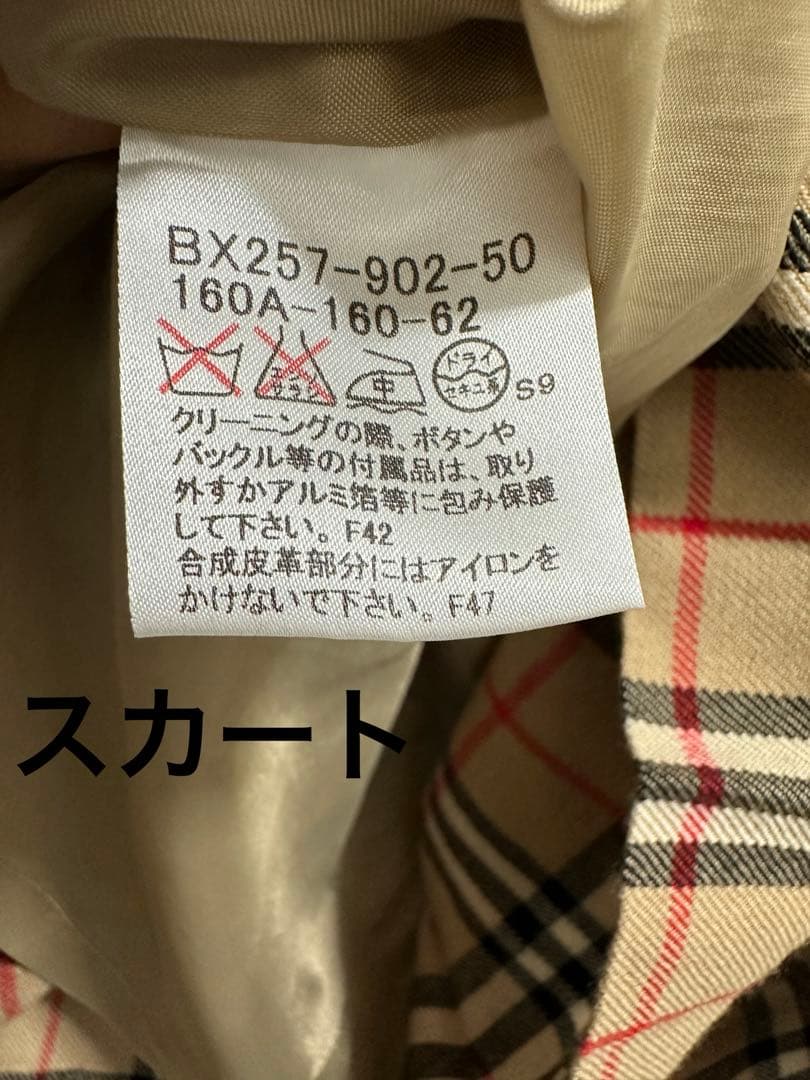 BX257-902-50
160A-160-62
中
ドライ
セキユ系
S9
クリーニングの際、ボタンや
バックル等の付属品は、取り
外すかアルミ箔等に包み保護
して下さい。F42
合成皮革部分にはアイロンを
かけないで下さい。F47
スカート